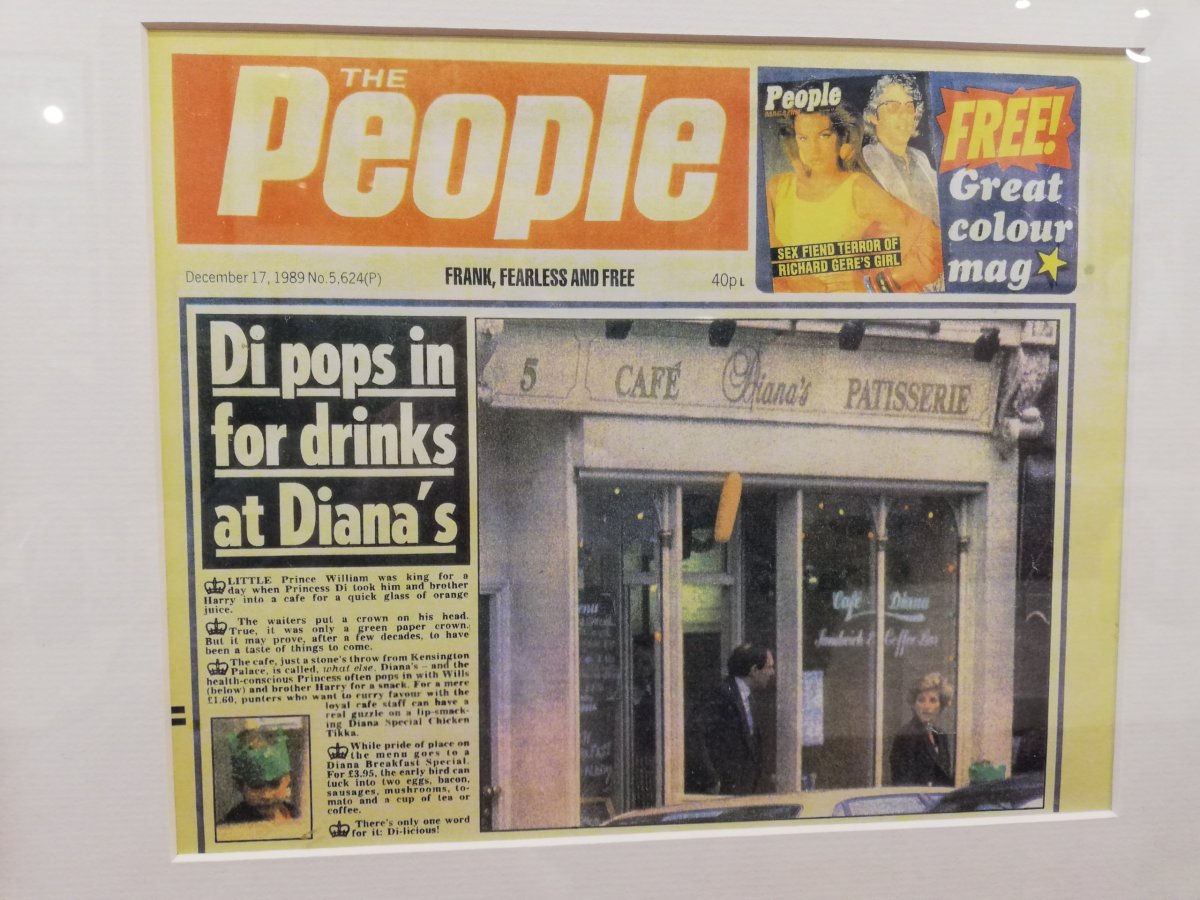 THE
People
December 17, 1989 No.5,624(P)
FRANK, FEARLESS AND FREE
40p L
People
SEX FIEND TERROR OF
RICHARD GERE'S GIRL
FREE!
Great
colour
mag
Di pops in
for drinks
at Diana's
LITTLE Prince William was king for a
day when Princess Di took him and brother
Harry into a cafe for a quick glass of orange
juice.
The waiters put a crown on his head.
True, it was only a green paper crown.
But it may prove, after a few decades, to have
been a taste of things to come.
The cafe, just a stone's throw from Kensington
Palace, is called, what else, Diana's – and the
health-conscious Princess often pops in with Wills
(below) and brother Harry for a snack. For a mere
£1.60, punters who want to curry favour with the
loyal cafe staff can have a
real guzzle on a lip-smack-
ing Diana Special Chicken
Tikka.
While pride of place on
the menu goes to a
Diana Breakfast Special.
For £3.95, the early bird can
tuck into two eggs, bacon,
sausages, mushrooms, to-
mato and a cup of tea or
coffee.
There's only one word
for it: Di-licious!
5 CAFÉ Diana's PATISSERIE
Café Diana
Sandwich & Coffee Bar